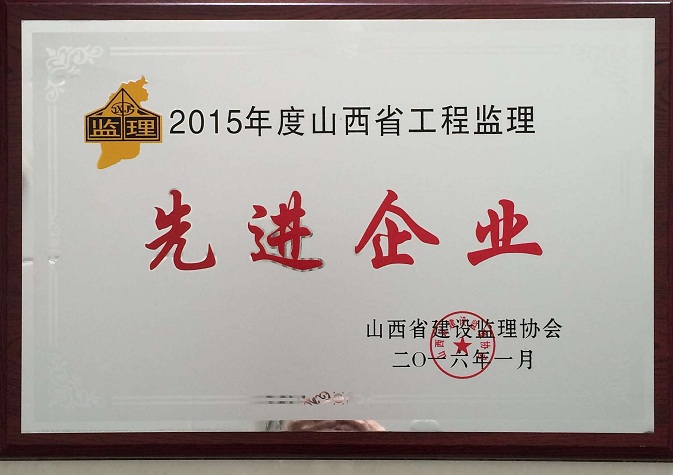 监理
2015年度山西省工程监理
先进企业
山西省建设监理协会
二〇一六年一月